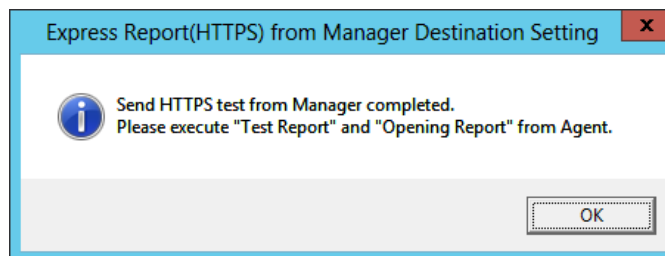 Express Report(HTTPS) from Manager Destination Setting
x
Send HTTPS test from Manager completed.
Please execute "Test Report" and "Opening Report" from Agent.
OK